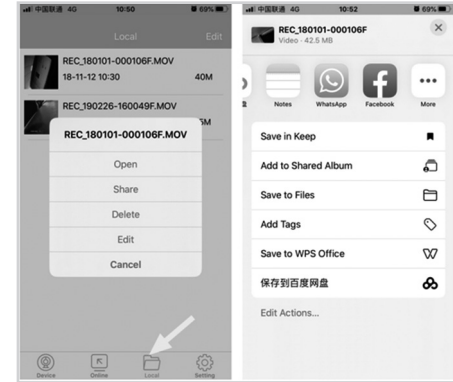 中国联通 4G 10:50 69%
Local Edit
REC_180101-000106F.MOV
18-11-12 10:30 40M
REC_190226-160049F.MOV
5M
REC_180101-000106F.MOV
Open
Share
Delete
Edit
Cancel
Device Online Local Setting
中国联通 4G 10:52 69%
REC_180101-000106F
Video · 42.5 MB
Notes WhatsApp Facebook More
Save in Keep
Add to Shared Album
Save to Files
Add Tags
Save to WPS Office
保存到百度网盘
Edit Actions...